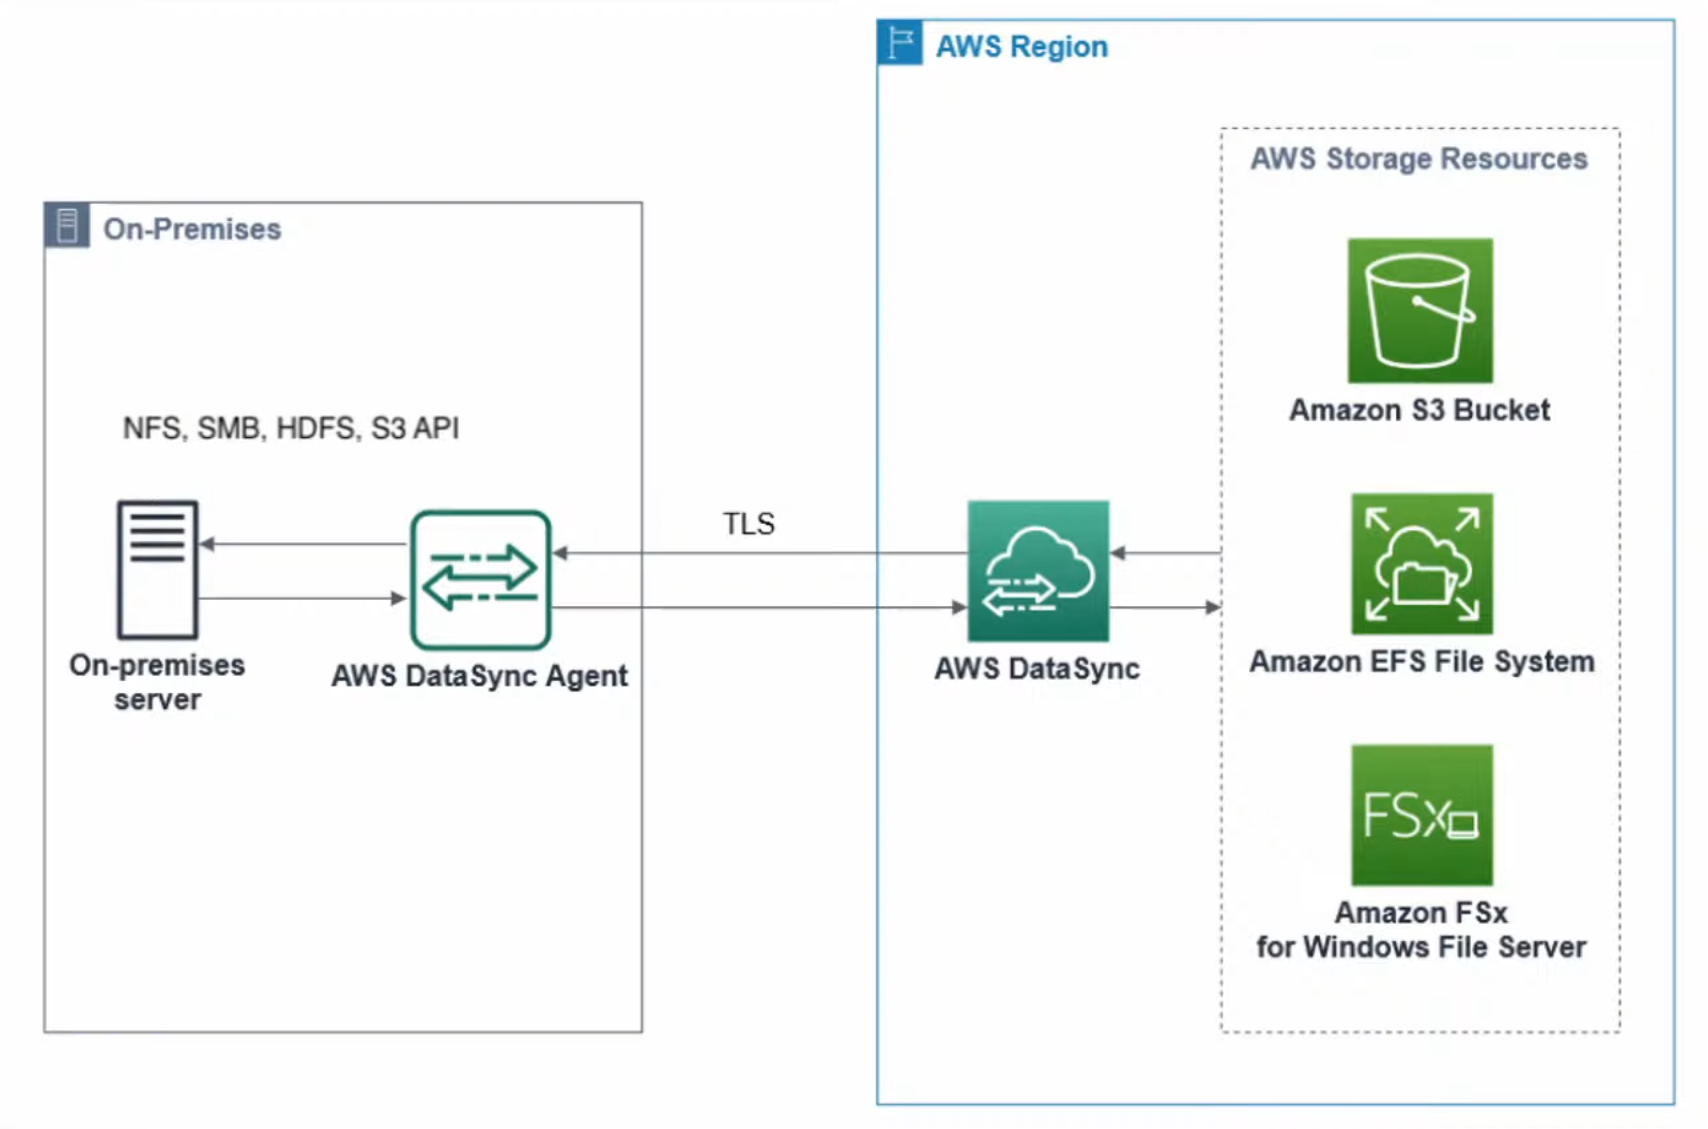 AWS Region
AWS Storage Resources
On-Premises
Amazon S3 Bucket
NFS, SMB, HDFS, S3 API
TLS
On-premises
server
AWS DataSync Agent
AWS DataSync
Amazon EFS File System
FSx
Amazon FSx
for Windows File Server